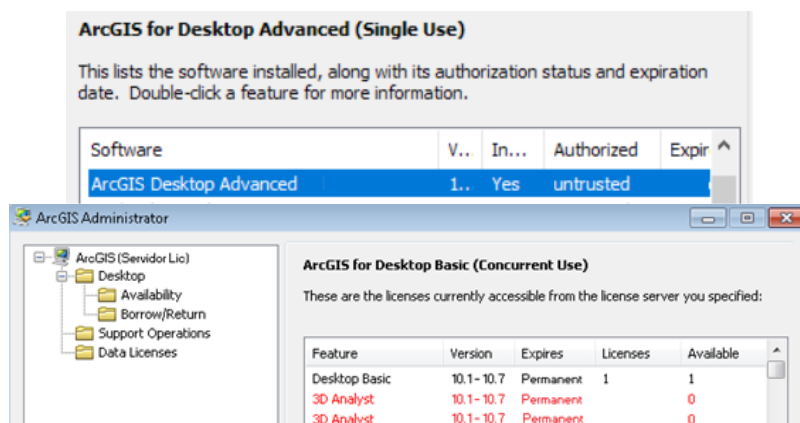 ArcGIS for Desktop Advanced (Single Use)
This lists the software installed, along with its authorization status and expiration
date. Double-click a feature for more information.
Software V... In... Authorized Expir
ArcGIS Desktop Advanced 1.. Yes untrusted
ArcGIS Administrator
ArcGIS (Servidor Lic)
Desktop
Availability
Borrow/Return
Support Operations
Data Licenses
ArcGIS for Desktop Basic (Concurrent Use)
These are the licenses currently accessible from the license server you specified:
Feature Version Expires Licenses Available
Desktop Basic 10.1-10.7 Permanent 1 1
3D Analyst 10.1-10.7 Permanent 0
3D Analyst 10.1-10.7 Permanent 0